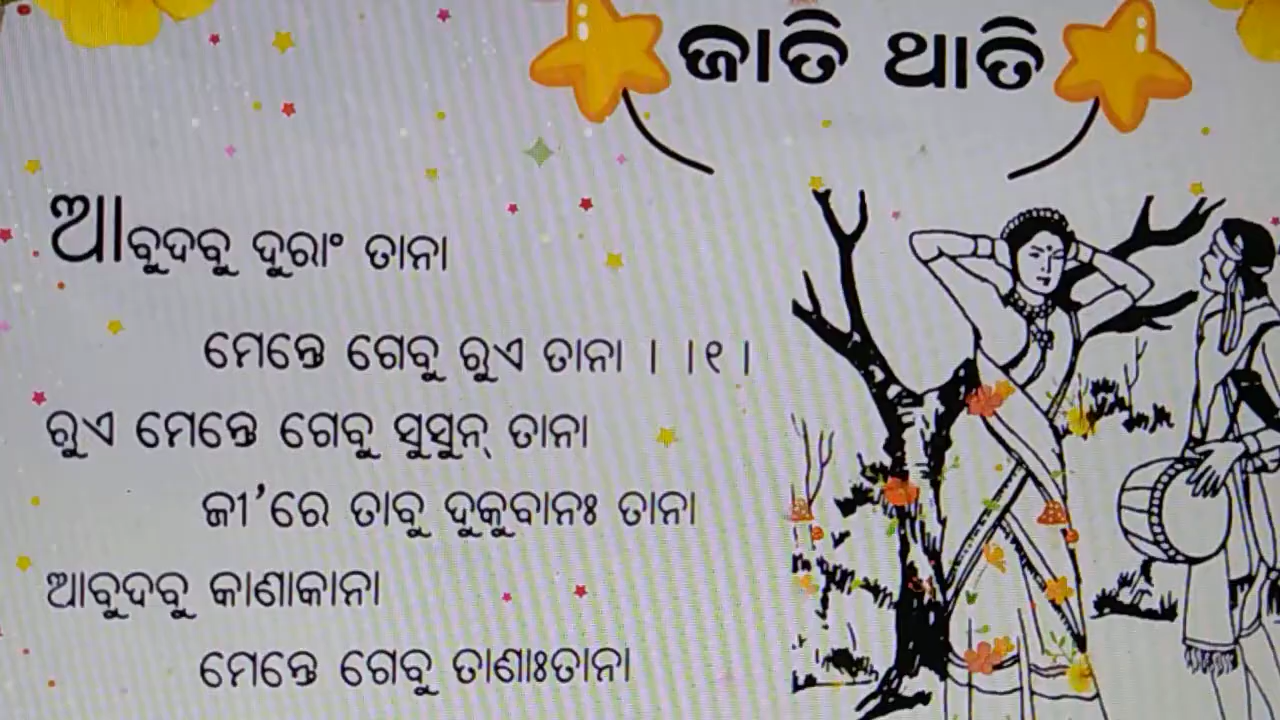 ଜାତି ଥାତି
ଆବୁଦବୁ ଦୁରାଂ ତାନା
ମେନ୍ତେ ଗେବୁ ରୁଏ ତାନା । ।୧ ।
ରୁଏ ମେନ୍ତେ ଗେବୁ ସୁସୁନ୍ ତାନା
ଜୀ’ରେ ତାବୁ ଦୁକୁବାନଃ ତାନା
ଆବୁଦବୁ କାଣାକାନା
ମେନ୍ତେ ଗେବୁ ତାଣାଃତାନା